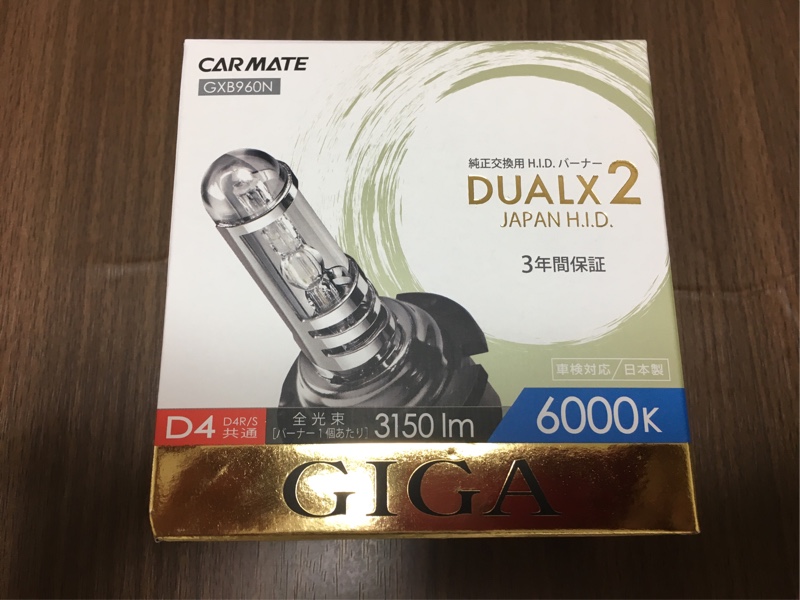 CARMATE
GXB960N
純正交換用 H.I.D. バーナー
DUALX2
JAPAN H.I.D.
3年間保証
車検対応/日本製
D4 D4R/S
共通
全光束
[バーナー1個あたり]
3150 lm
6000K
GIGA